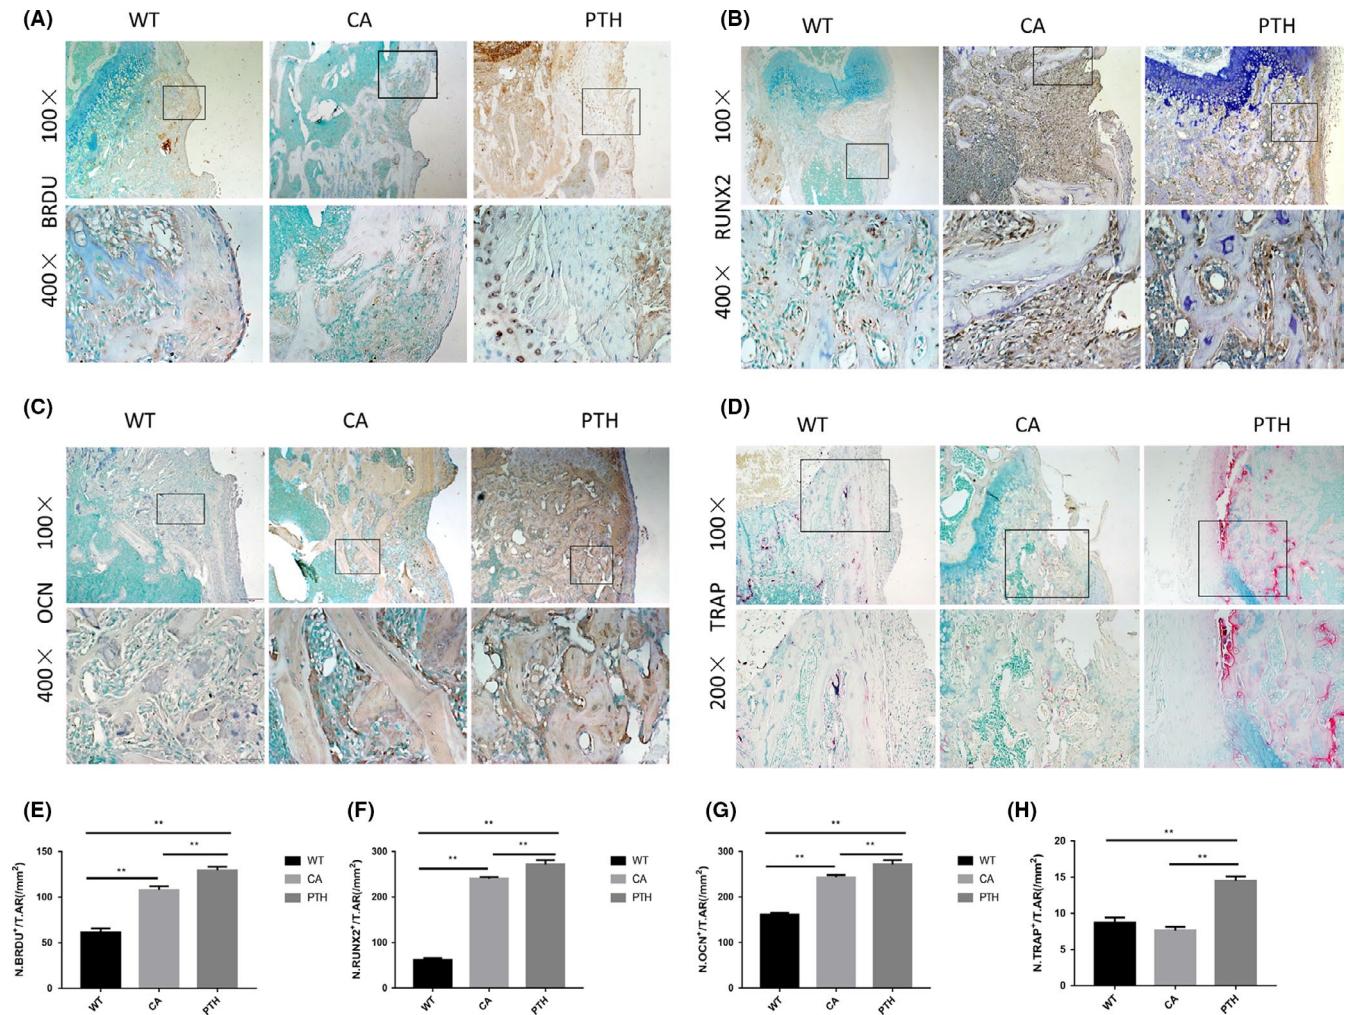 (A) WT CA PTH
100×
BRDU
400×
(B) WT CA PTH
100×
RUNX2
400×
(C) WT CA PTH
100×
OCN
400×
(D) WT CA PTH
100×
TRAP
200×
(E)
**
**
**
N.BRDU+/T.AR(/mm²)
150
100
50
0
WT CA PTH
WT
CA
PTH
(F)
**
**
**
N.RUNX2+/T.AR(/mm²)
300
200
100
0
WT CA PTH
WT
CA
PTH
(G)
**
**
**
N.OCN+/T.AR(/mm²)
300
200
100
0
WT CA PTH
WT
CA
PTH
(H)
**
**
N.TRAP+/T.AR(/mm²)
20
15
10
5
0
WT CA PTH